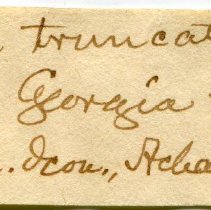 truncat
Georgia
. Icon., Acha